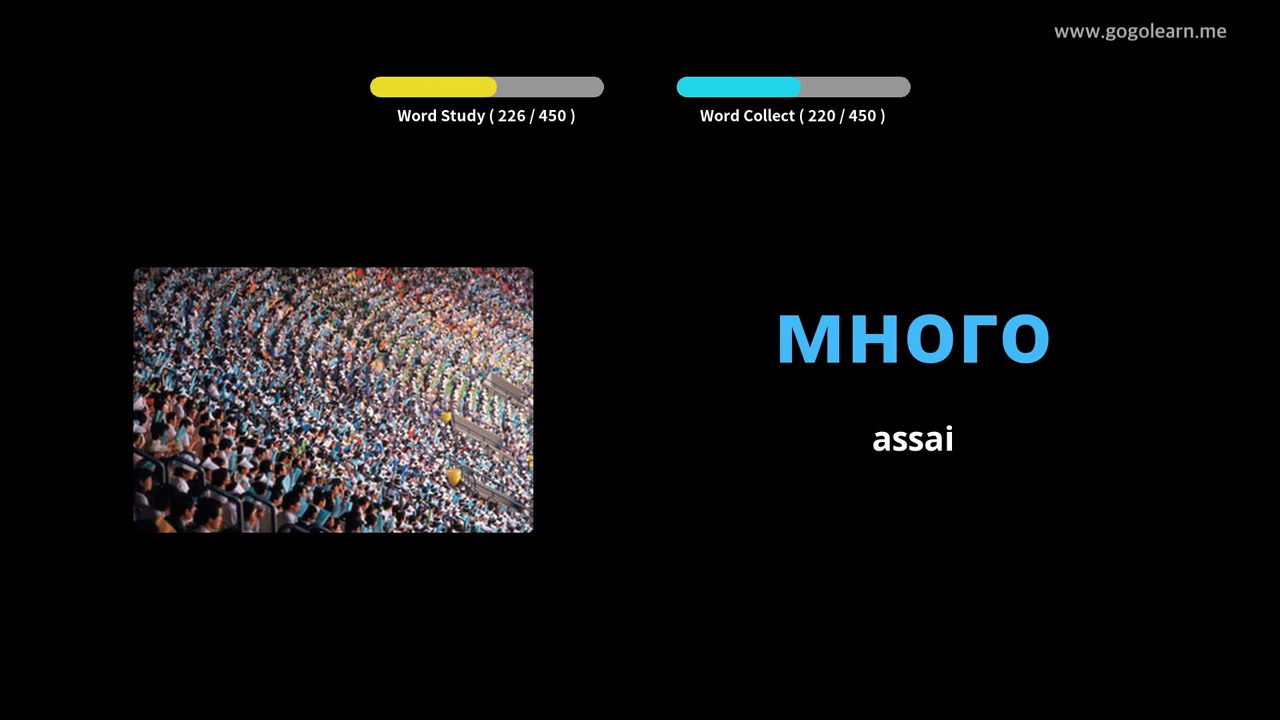 www.gogolearn.me
Word Study ( 226 / 450 )
Word Collect ( 220 / 450 )
много
assai